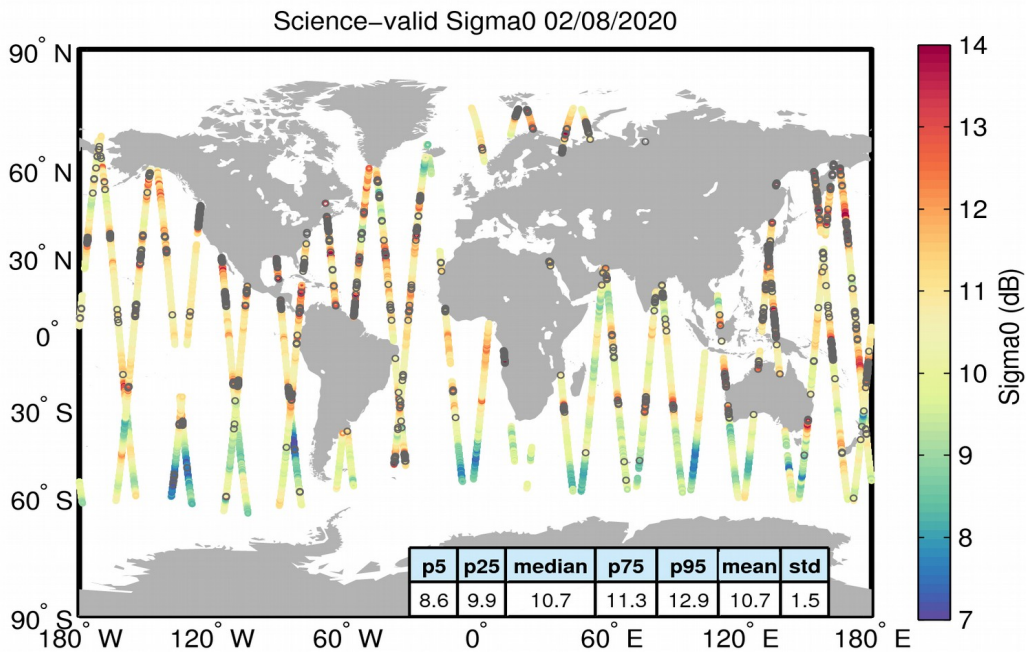 Science−valid Sigma0 02/08/2020
90° N
60° N
30° N
0°
30° S
60° S
90° S
180° W
120° W
60° W
0°
60° E
120° E
180° E
p5 p25 median p75 p95 mean std
8.6 9.9 10.7 11.3 12.9 10.7 1.5
14
13
12
11
10
9
8
7
Sigma0 (dB)